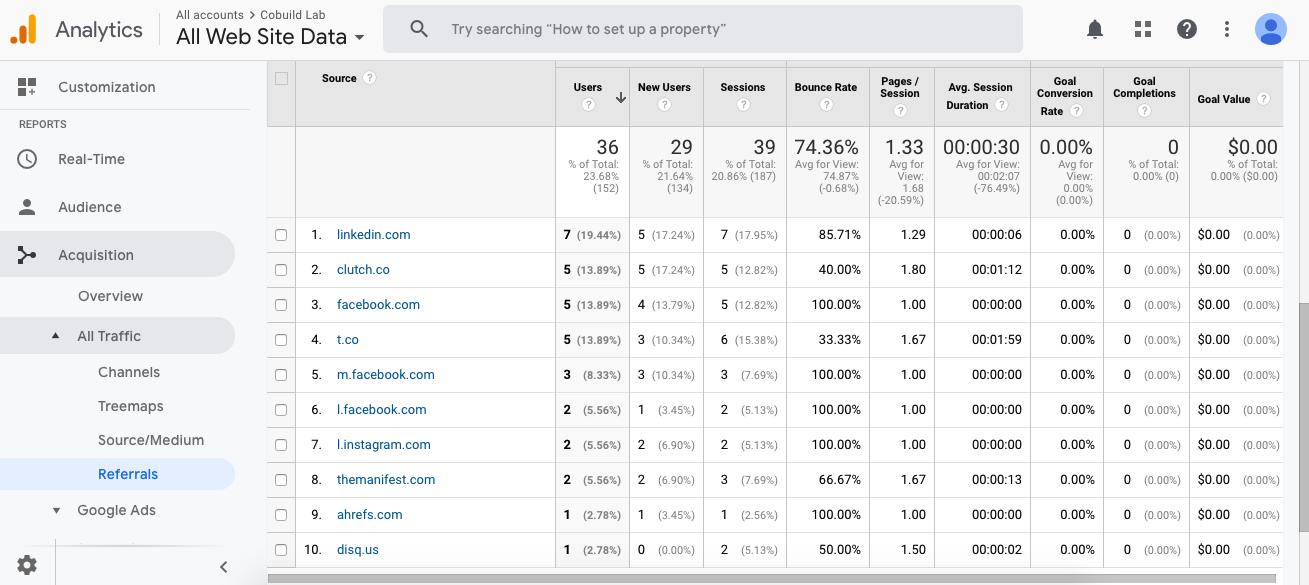 Analytics
All accounts > Cobuild Lab
All Web Site Data
Try searching “How to set up a property”
Customization
REPORTS
Real-Time
Audience
Acquisition
Overview
All Traffic
Channels
Treemaps
Source/Medium
Referrals
Google Ads
Source ?
Users ?
New Users ?
Sessions ?
Bounce Rate ?
Pages / Session ?
Avg. Session Duration ?
Goal Conversion Rate ?
Goal Completions ?
Goal Value ?
36 % of Total: 23.68% (152)
29 % of Total: 21.64% (134)
39 % of Total: 20.86% (187)
74.36% Avg for View: 74.87% (-0.68%)
1.33 Avg for View: 1.68 (-20.59%)
00:00:30 Avg for View: 00:02:07 (-76.49%)
0.00% Avg for View: 0.00% (0.00%)
0 % of Total: 0.00% (0)
$0.00 % of Total: 0.00% ($0.00)
1. linkedin.com 7 (19.44%) 5 (17.24%) 7 (17.95%) 85.71% 1.29 00:00:06 0.00% 0 (0.00%) $0.00 (0.00%)
2. clutch.co 5 (13.89%) 5 (17.24%) 5 (12.82%) 40.00% 1.80 00:01:12 0.00% 0 (0.00%) $0.00 (0.00%)
3. facebook.com 5 (13.89%) 4 (13.79%) 5 (12.82%) 100.00% 1.00 00:00:00 0.00% 0 (0.00%) $0.00 (0.00%)
4. t.co 5 (13.89%) 3 (10.34%) 6 (15.38%) 33.33% 1.67 00:01:59 0.00% 0 (0.00%) $0.00 (0.00%)
5. m.facebook.com 3 (8.33%) 3 (10.34%) 3 (7.69%) 100.00% 1.00 00:00:00 0.00% 0 (0.00%) $0.00 (0.00%)
6. l.facebook.com 2 (5.56%) 1 (3.45%) 2 (5.13%) 100.00% 1.00 00:00:00 0.00% 0 (0.00%) $0.00 (0.00%)
7. l.instagram.com 2 (5.56%) 2 (6.90%) 2 (5.13%) 100.00% 1.00 00:00:00 0.00% 0 (0.00%) $0.00 (0.00%)
8. themanifest.com 2 (5.56%) 2 (6.90%) 3 (7.69%) 66.67% 1.67 00:00:13 0.00% 0 (0.00%) $0.00 (0.00%)
9. ahrefs.com 1 (2.78%) 1 (3.45%) 1 (2.56%) 100.00% 1.00 00:00:00 0.00% 0 (0.00%) $0.00 (0.00%)
10. disq.us 1 (2.78%) 0 (0.00%) 2 (5.13%) 50.00% 1.50 00:00:02 0.00% 0 (0.00%) $0.00 (0.00%)